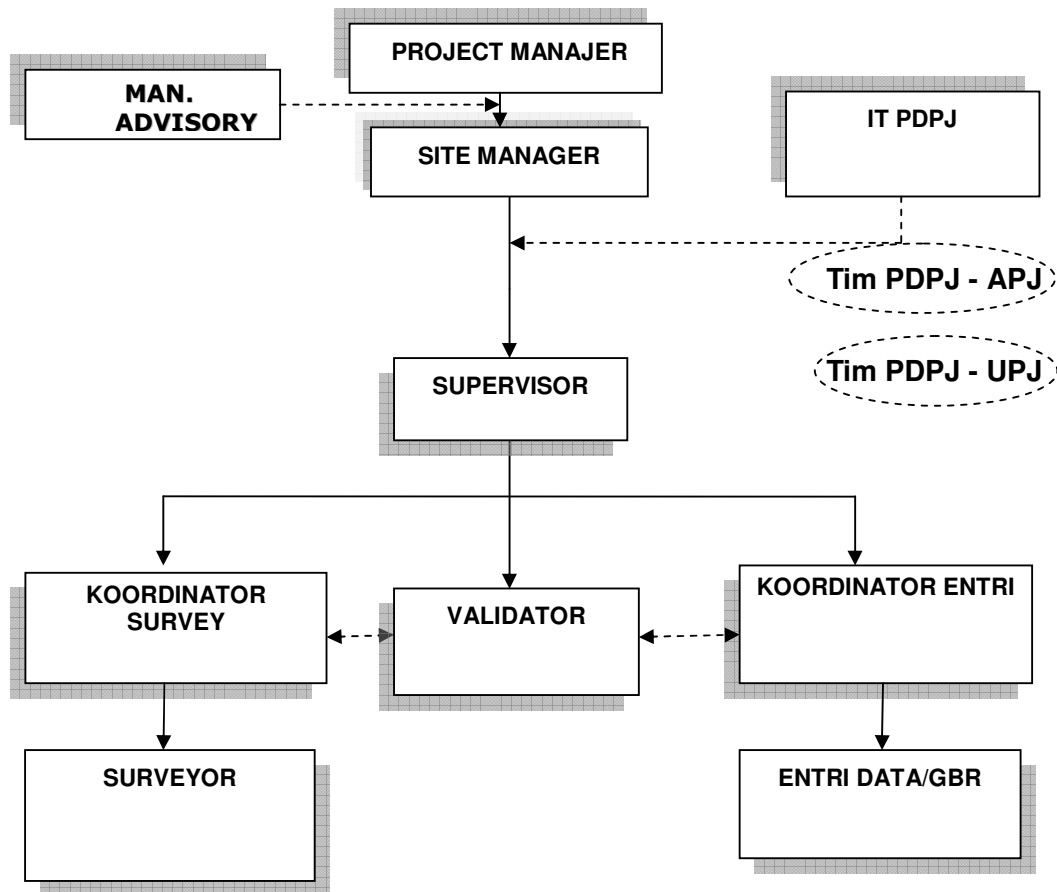 PROJECT MANAJER
MAN.
ADVISORY
IT PDPJ
SITE MANAGER
Tim PDPJ - APJ
Tim PDPJ - UPJ
SUPERVISOR
KOORDINATOR
SURVEY
VALIDATOR
KOORDINATOR ENTRI
SURVEYOR
ENTRI DATA/GBR